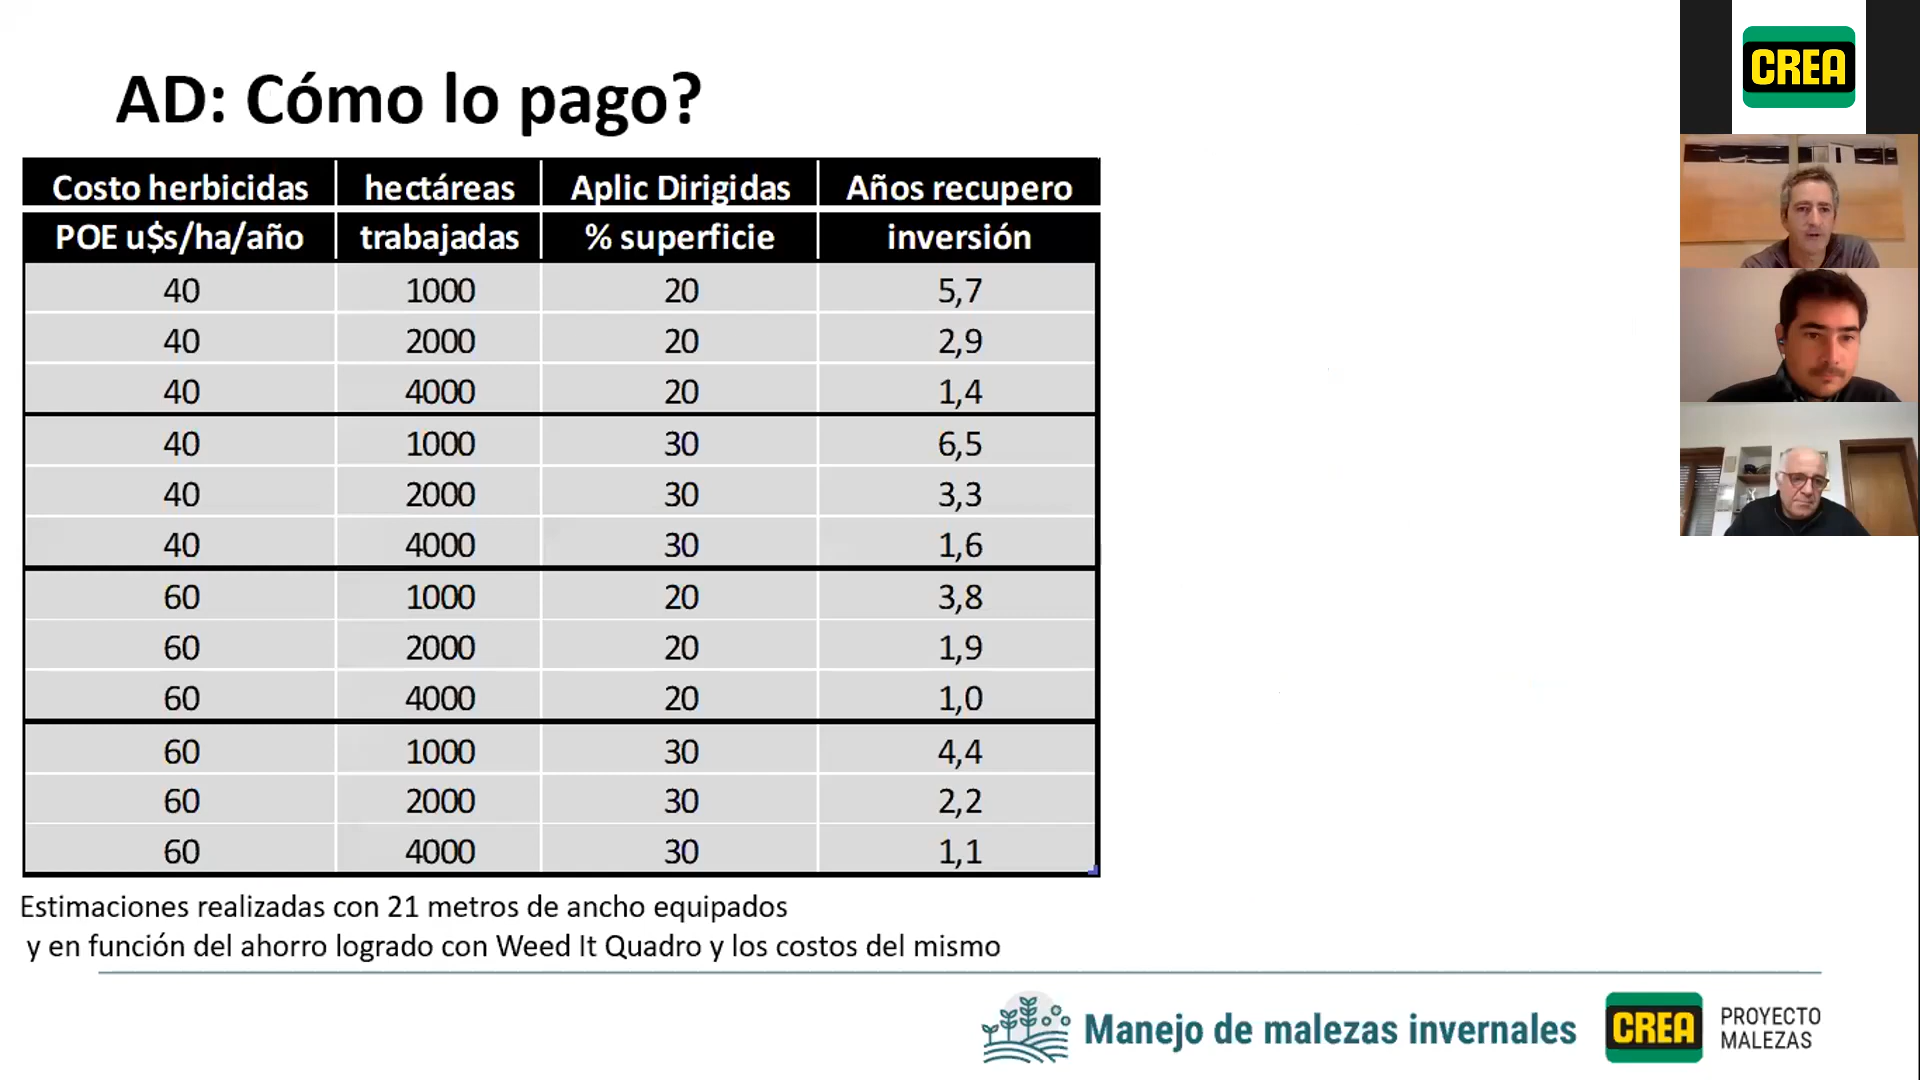 CREA
AD: Cómo lo pago?
Costo herbicidas hectáreas Aplic Dirigidas Años recupero
POE u$s/ha/año trabajadas % superficie inversión
40 1000 20 5,7
40 2000 20 2,9
40 4000 20 1,4
40 1000 30 6,5
40 2000 30 3,3
40 4000 30 1,6
60 1000 20 3,8
60 2000 20 1,9
60 4000 20 1,0
60 1000 30 4,4
60 2000 30 2,2
60 4000 30 1,1
Estimaciones realizadas con 21 metros de ancho equipados
y en función del ahorro logrado con Weed It Quadro y los costos del mismo
Manejo de malezas invernales
CREA
PROYECTO
MALEZAS